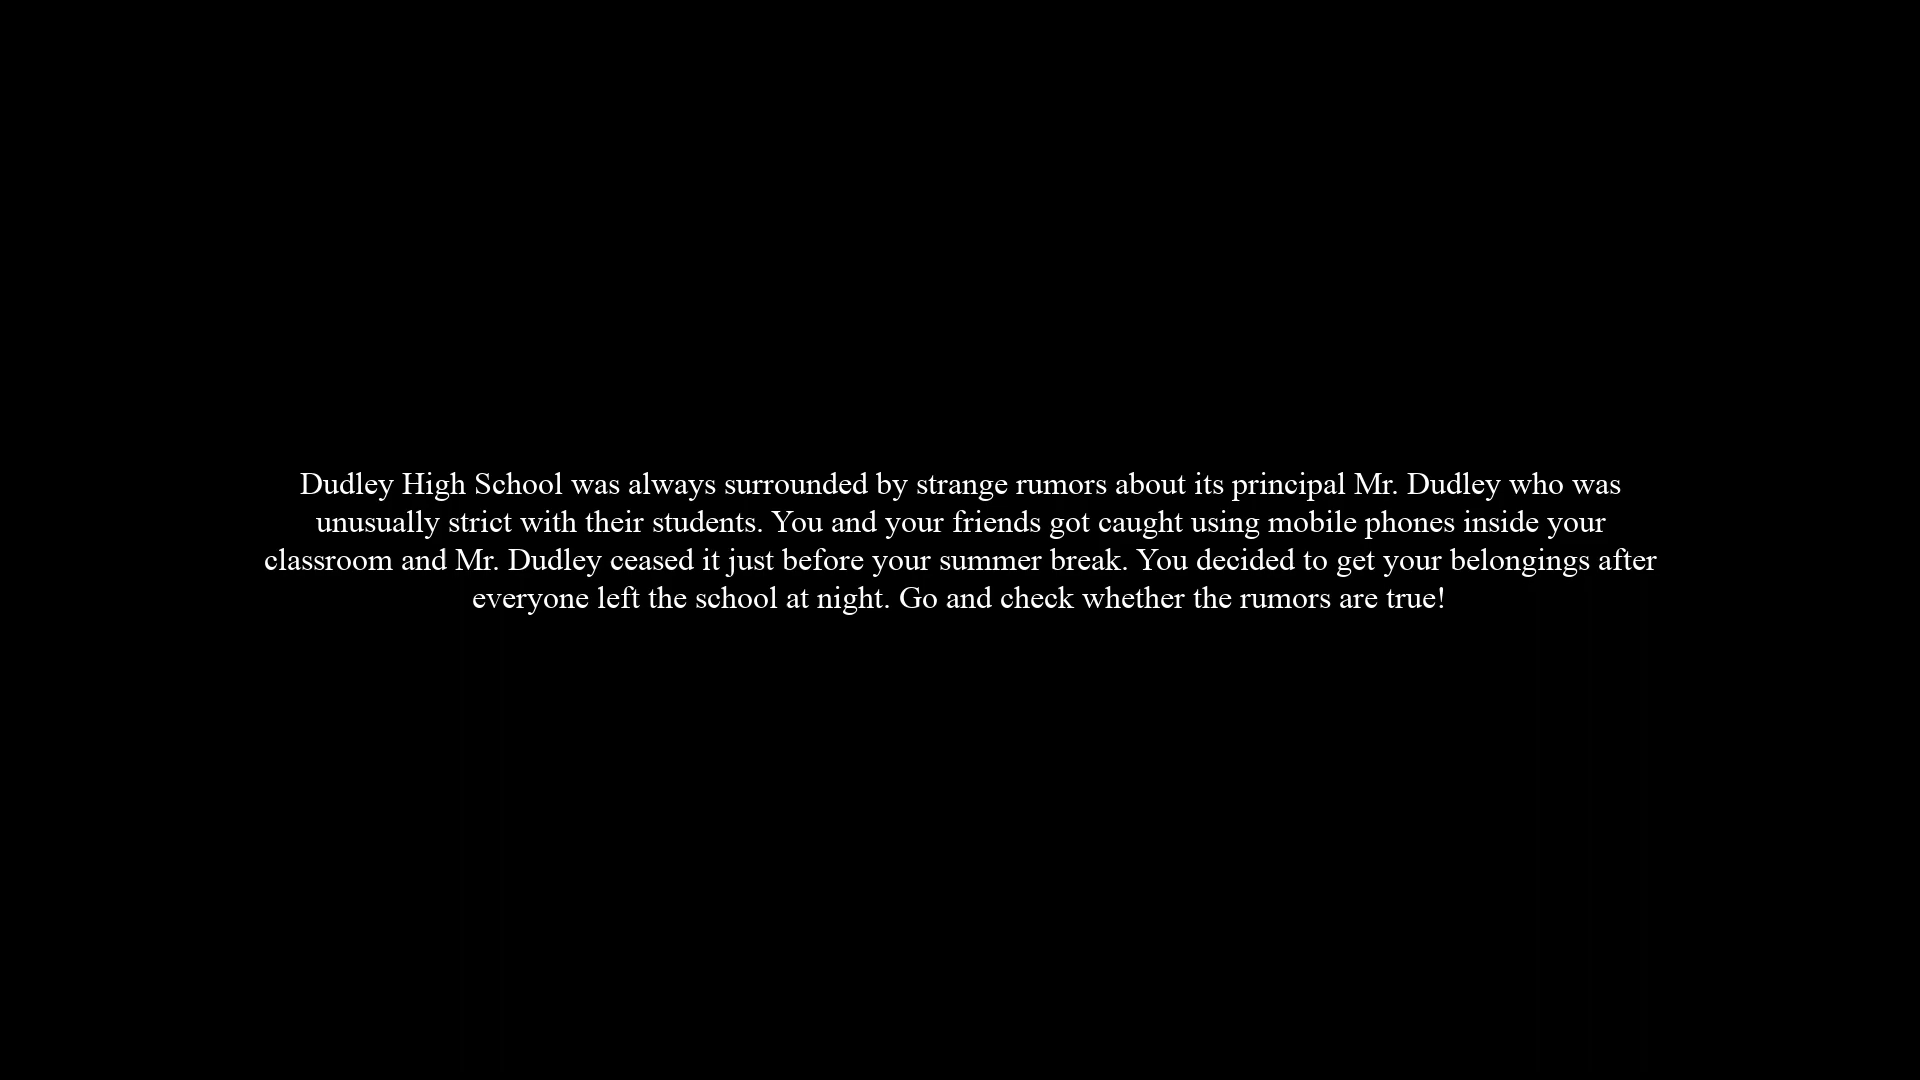 Dudley High School was always surrounded by strange rumors about its principal Mr. Dudley who was
unusually strict with their students. You and your friends got caught using mobile phones inside your
classroom and Mr. Dudley ceased it just before your summer break. You decided to get your belongings after
everyone left the school at night. Go and check whether the rumors are true!